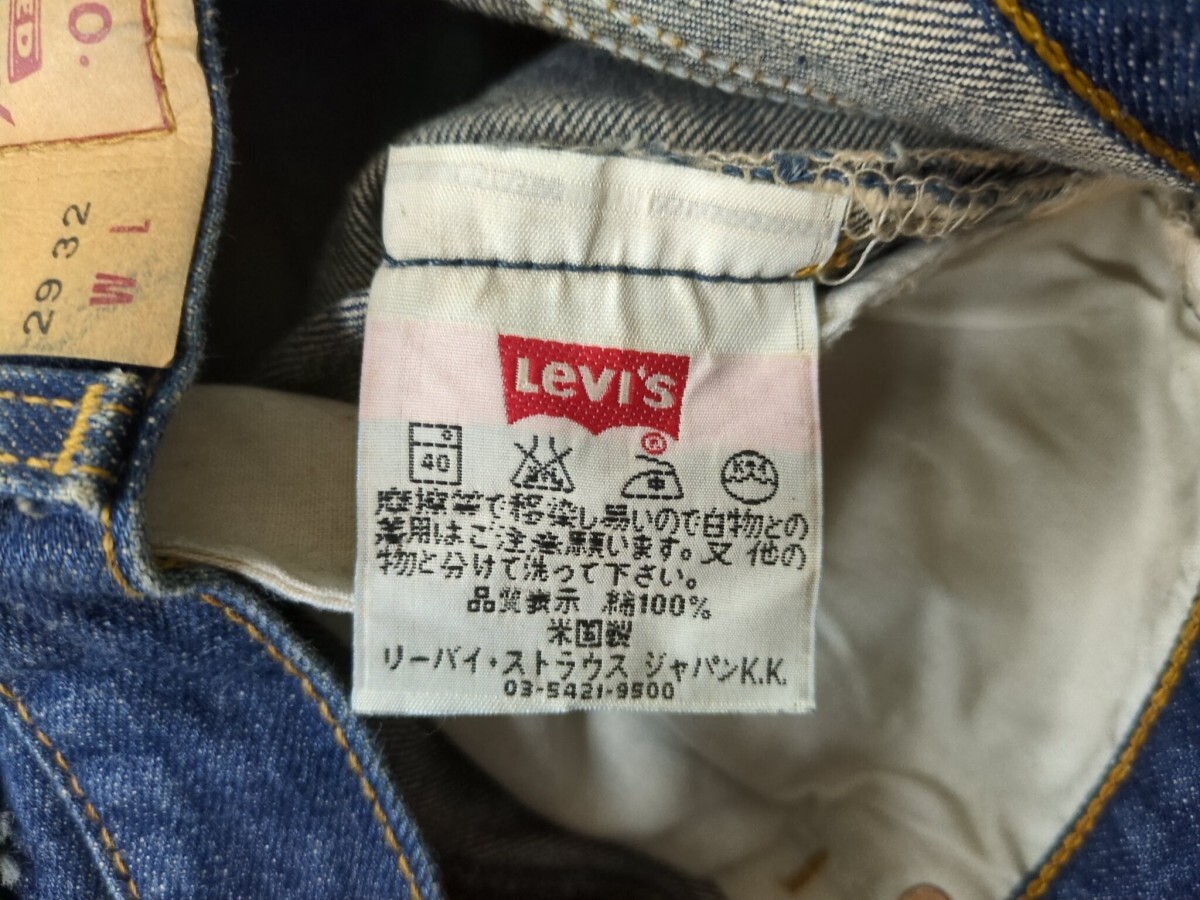 O.
29 32
W L
Levi's
®
40
摩擦等で移染し易いので白物との
着用はご注意願います。又 他の
物と分けて洗って下さい。
品質表示 綿100%
米国製
リーバイ・ストラウス ジャパンK.K.
03-5421-9500